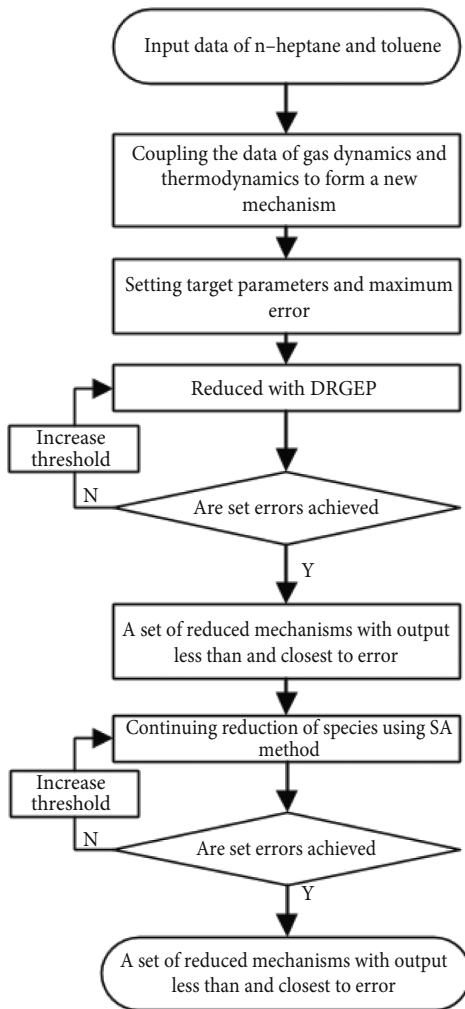 Input data of n–heptane and toluene
Coupling the data of gas dynamics and
thermodynamics to form a new
mechanism
Setting target parameters and maximum
error
Reduced with DRGEP
Increase
threshold
N
Are set errors achieved
Y
A set of reduced mechanisms with output
less than and closest to error
Continuing reduction of species using SA
method
Increase
threshold
N
Are set errors achieved
Y
A set of reduced mechanisms with output
less than and closest to error